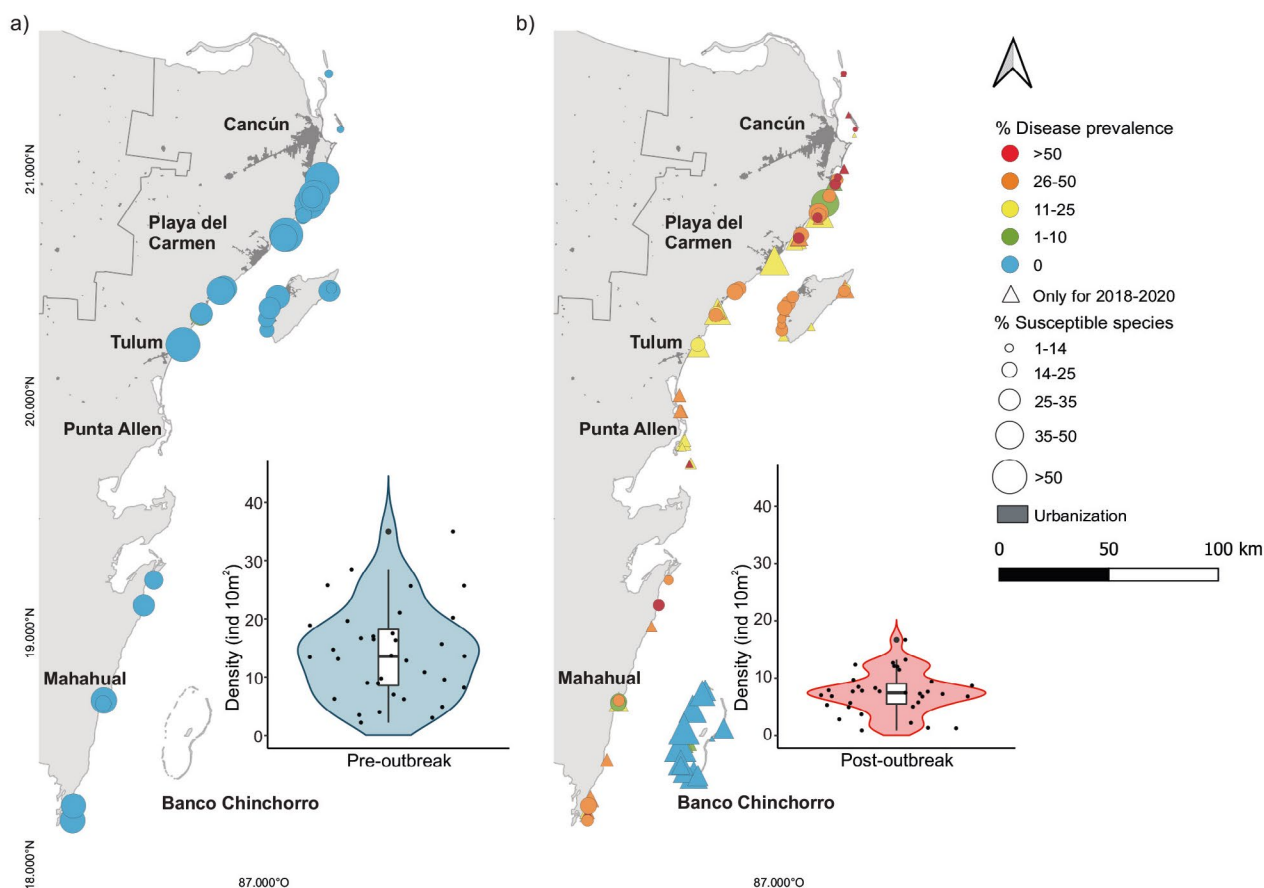 a)
Cancún
Playa del
Carmen
Tulum
Punta Allen
Mahahual
Banco Chinchorro
21.000°N
20.000°N
19.000°N
18.000°N
87.000°O
Density (ind 10m²)
40
30
20
10
0
Pre-outbreak
b)
Cancún
Playa del
Carmen
Tulum
Punta Allen
Mahahual
Banco Chinchorro
87.000°O
Density (ind 10m²)
40
30
20
10
0
Post-outbreak
% Disease prevalence
>50
26-50
11-25
1-10
0
Only for 2018-2020
% Susceptible species
1-14
14-25
25-35
35-50
>50
Urbanization
0 50 100 km